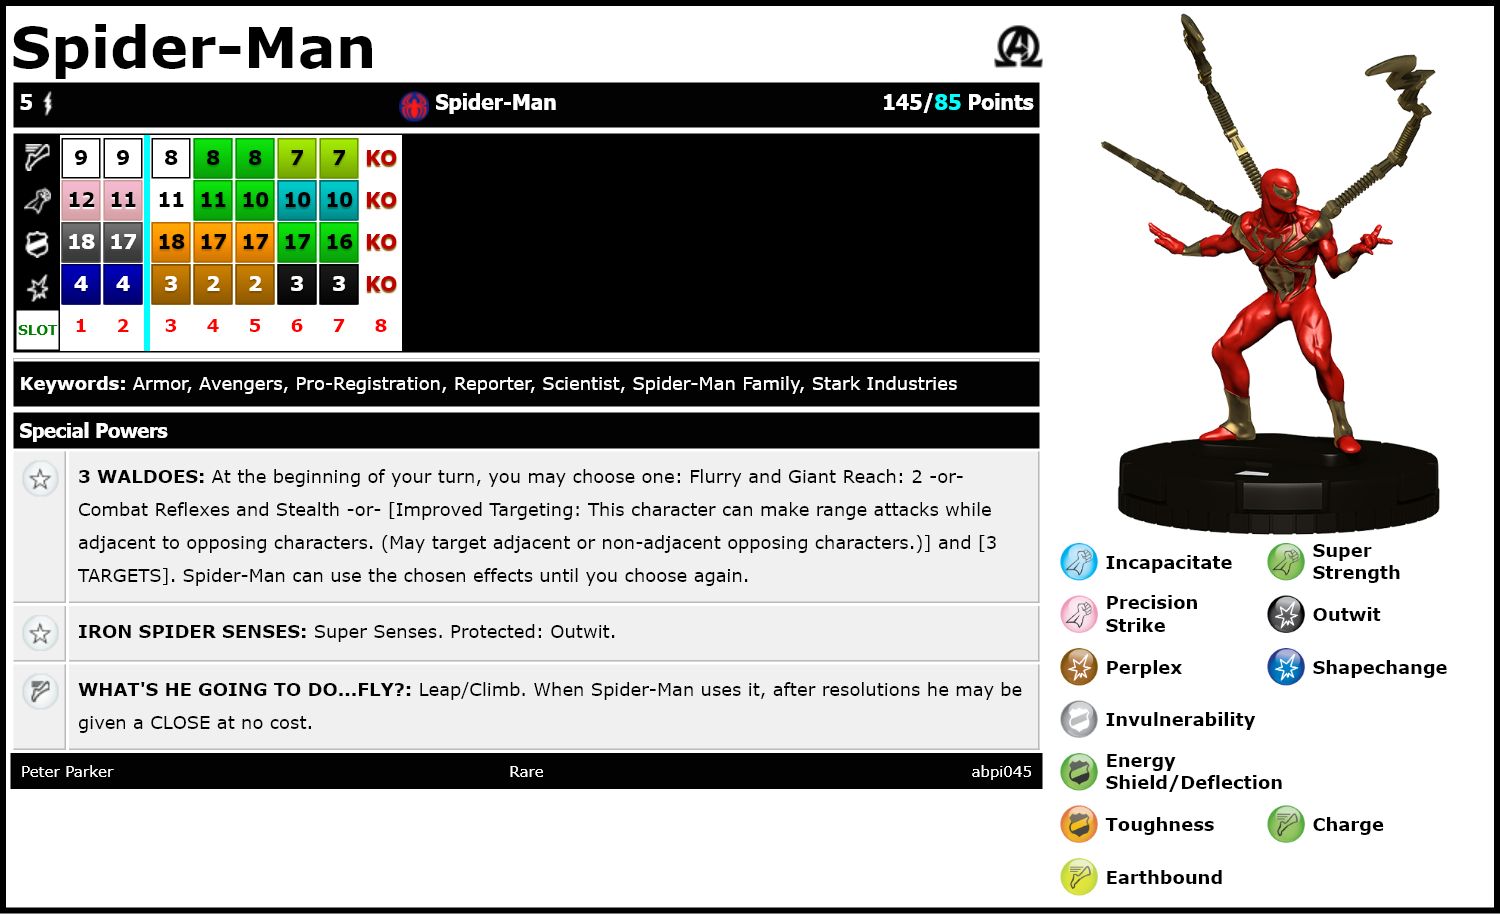 Spider-Man
5 Spider-Man 145/85 Points
9 9 8 8 8 7 7 KO
12 11 11 11 10 10 10 KO
18 17 18 17 17 17 16 KO
4 4 3 2 2 3 3 KO
SLOT 1 2 3 4 5 6 7 8
Keywords: Armor, Avengers, Pro-Registration, Reporter, Scientist, Spider-Man Family, Stark Industries
Special Powers
3 WALDOES: At the beginning of your turn, you may choose one: Flurry and Giant Reach: 2 -or-
Combat Reflexes and Stealth -or- [Improved Targeting: This character can make range attacks while
adjacent to opposing characters. (May target adjacent or non-adjacent opposing characters.)] and [3
TARGETS]. Spider-Man can use the chosen effects until you choose again.
IRON SPIDER SENSES: Super Senses. Protected: Outwit.
WHAT'S HE GOING TO DO...FLY?: Leap/Climb. When Spider-Man uses it, after resolutions he may be
given a CLOSE at no cost.
Peter Parker Rare abpi045
Incapacitate
Super
Strength
Precision
Strike
Outwit
Perplex
Shapechange
Invulnerability
Energy
Shield/Deflection
Toughness
Charge
Earthbound